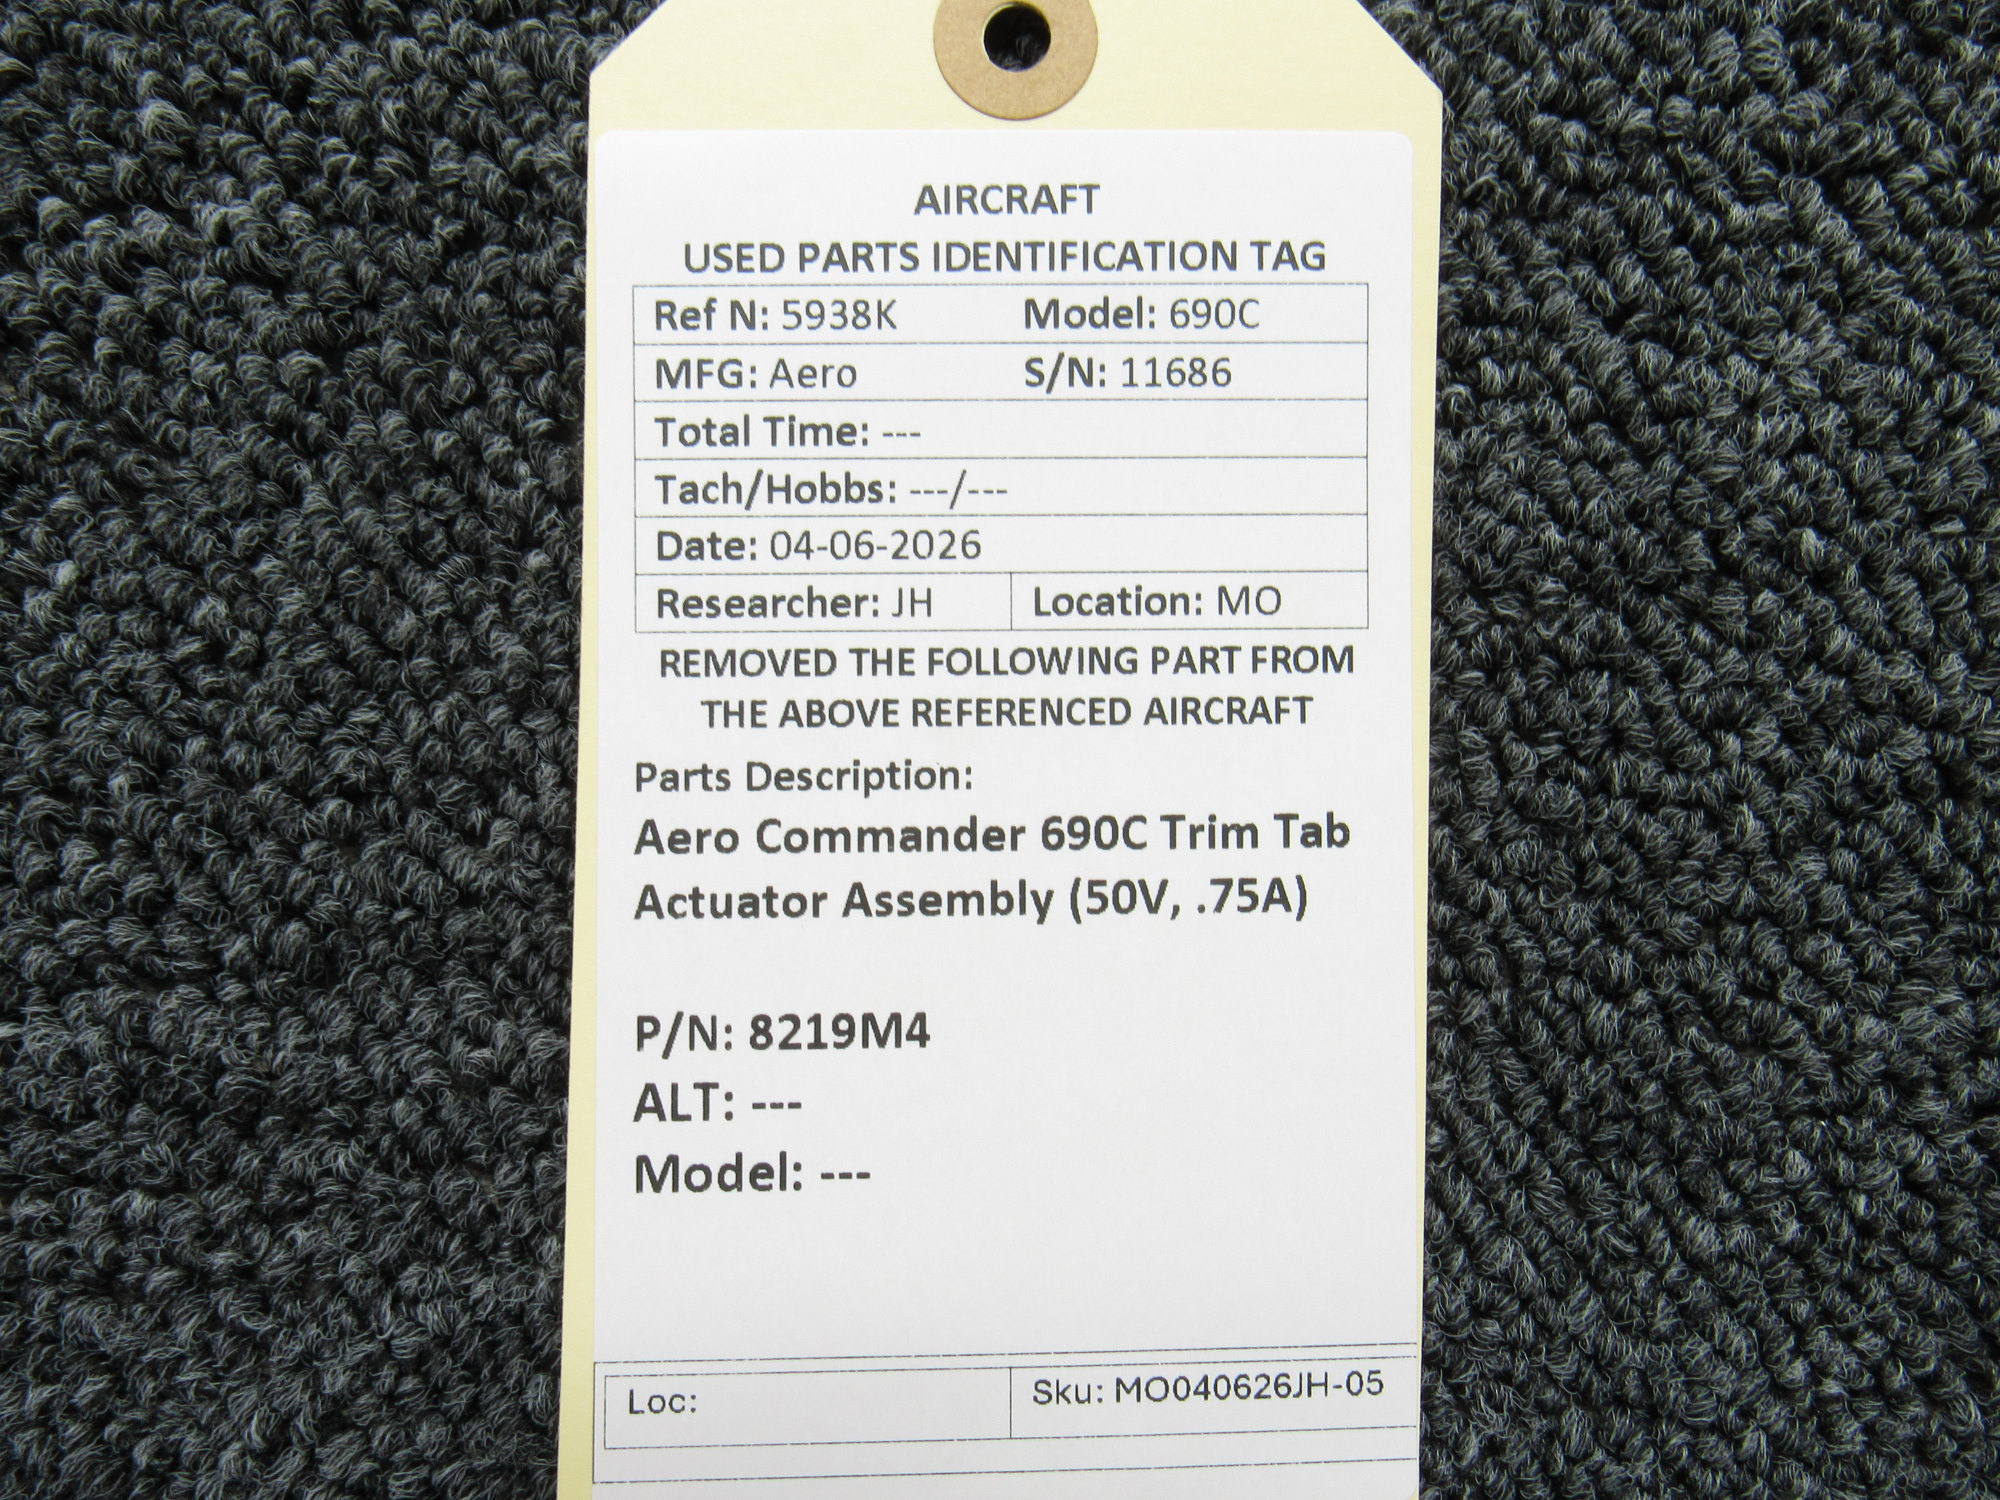 AIRCRAFT
USED PARTS IDENTIFICATION TAG
Ref N: 5938K Model: 690C
MFG: Aero S/N: 11686
Total Time: ---
Tach/Hobbs: ---/---
Date: 04-06-2026
Researcher: JH Location: MO
REMOVED THE FOLLOWING PART FROM
THE ABOVE REFERENCED AIRCRAFT
Parts Description:
Aero Commander 690C Trim Tab
Actuator Assembly (50V, .75A)
P/N: 8219M4
ALT: ---
Model: ---
Loc: Sku: MO040626JH-05